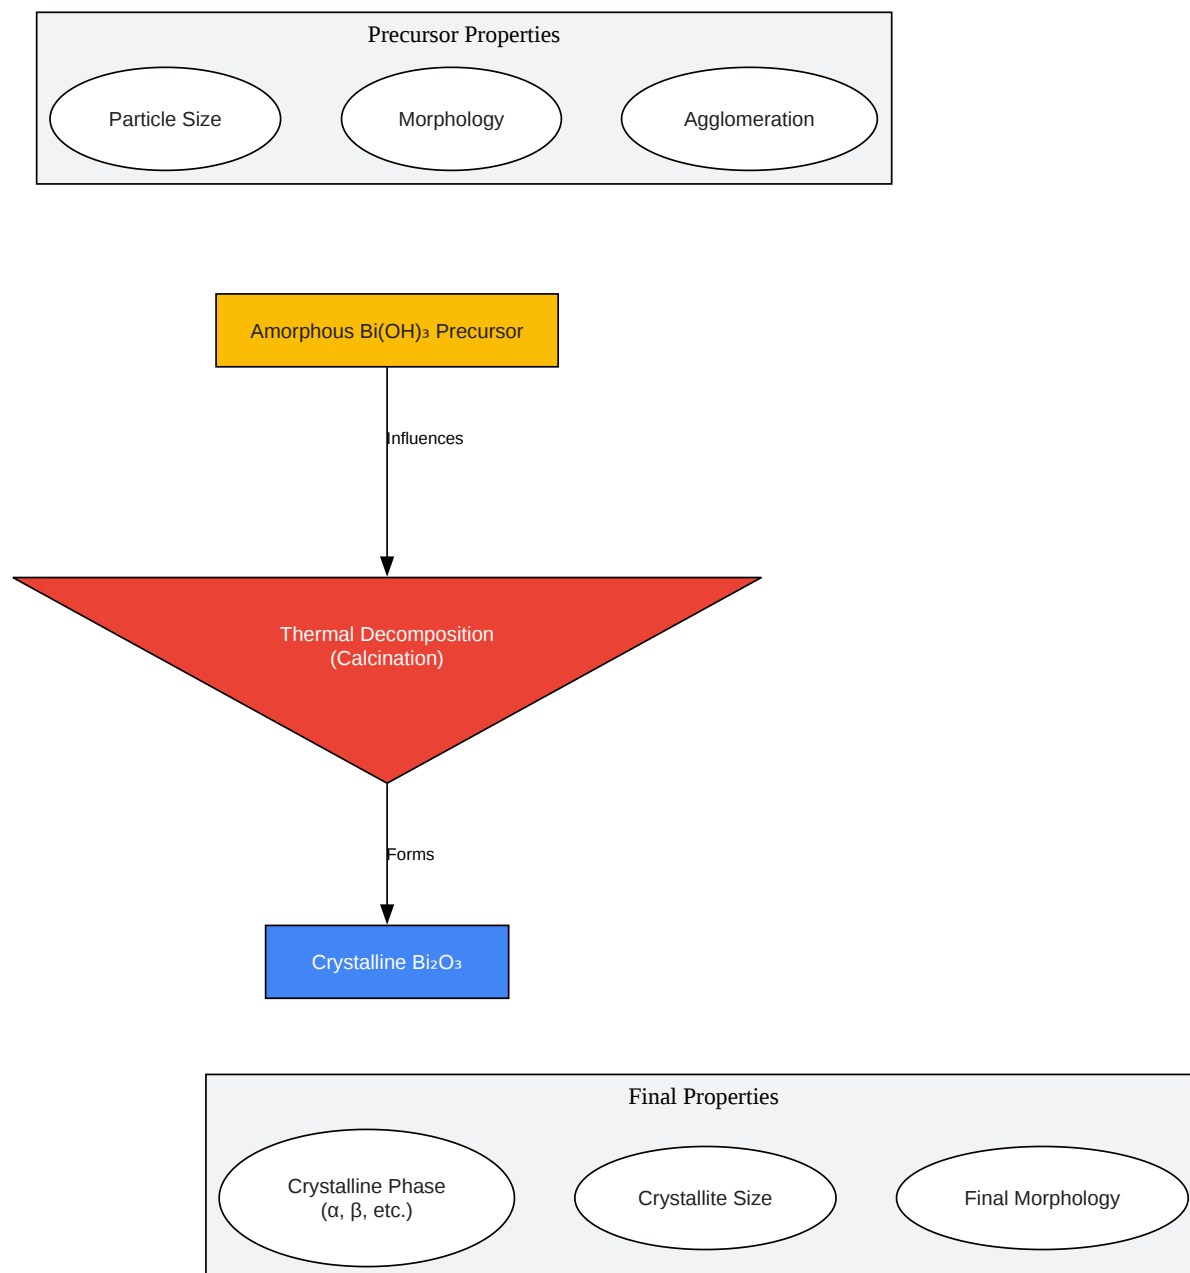 Precursor Properties
Particle Size
Morphology
Agglomeration
Amorphous Bi(OH)₃ Precursor
Influences
Thermal Decomposition
(Calcination)
Forms
Crystalline Bi₂O₃
Final Properties
Crystalline Phase
(α, β, etc.)
Crystallite Size
Final Morphology